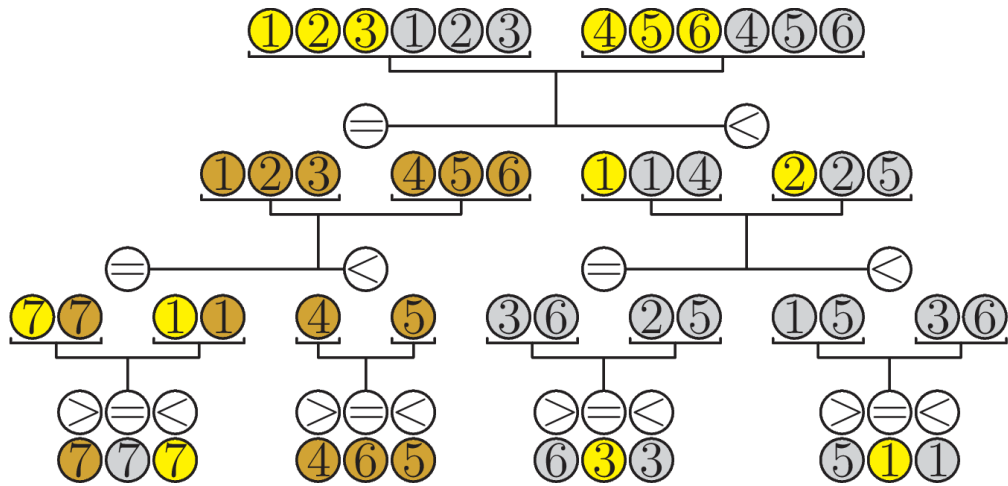 1 2 3 1 2 3 4 5 6 4 5 6
= <
1 2 3 4 5 6 1 1 4 2 2 5
= < = <
7 7 1 1 4 5 3 6 2 5 1 5 3 6
> = < > = < > = < > = <
7 7 7 4 6 5 6 3 3 5 1 1